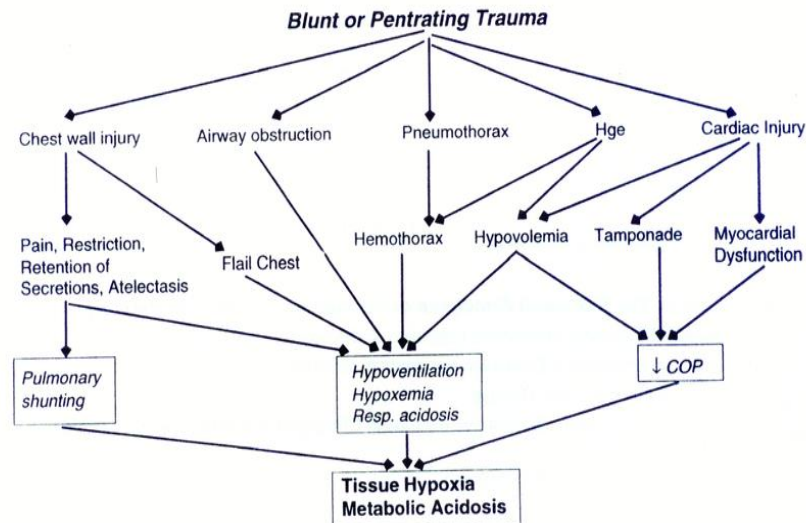 Blunt or Pentrating Trauma
Chest wall injury
Airway obstruction
Pneumothorax
Hge
Cardiac Injury
Pain, Restriction,
Retention of
Secretions, Atelectasis
Flail Chest
Hemothorax
Hypovolemia
Tamponade
Myocardial
Dysfunction
Pulmonary
shunting
Hypoventilation
Hypoxemia
Resp. acidosis
↓ COP
Tissue Hypoxia
Metabolic Acidosis